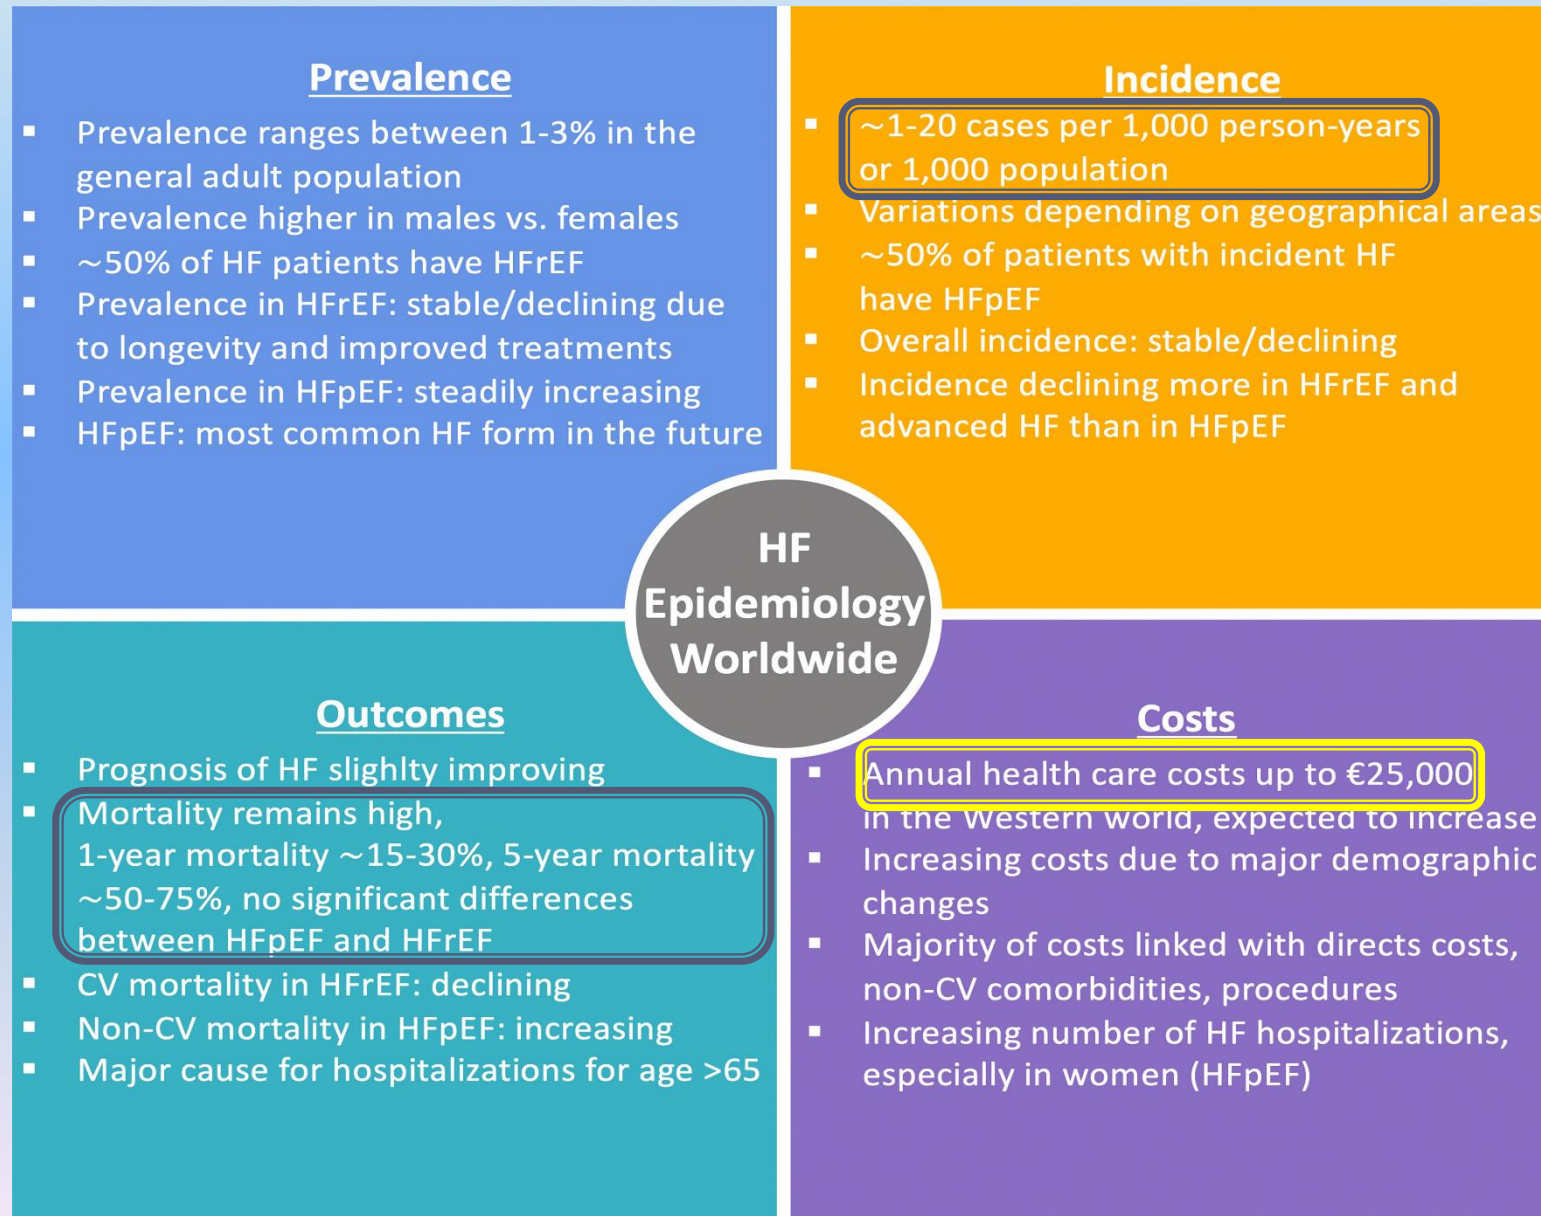 Prevalence
▪ Prevalence ranges between 1-3% in the
general adult population
▪ Prevalence higher in males vs. females
▪ ~50% of HF patients have HFrEF
▪ Prevalence in HFrEF: stable/declining due
to longevity and improved treatments
▪ Prevalence in HFpEF: steadily increasing
▪ HFpEF: most common HF form in the future
Incidence
▪ ~1-20 cases per 1,000 person-years
or 1,000 population
▪ Variations depending on geographical areas
▪ ~50% of patients with incident HF
have HFpEF
▪ Overall incidence: stable/declining
▪ Incidence declining more in HFrEF and
advanced HF than in HFpEF
HF
Epidemiology
Worldwide
Outcomes
▪ Prognosis of HF slighlty improving
▪ Mortality remains high,
1-year mortality ~15-30%, 5-year mortality
~50-75%, no significant differences
between HFpEF and HFrEF
▪ CV mortality in HFrEF: declining
▪ Non-CV mortality in HFpEF: increasing
▪ Major cause for hospitalizations for age >65
Costs
▪ Annual health care costs up to €25,000
in the Western world, expected to increase
▪ Increasing costs due to major demographic
changes
▪ Majority of costs linked with directs costs,
non-CV comorbidities, procedures
▪ Increasing number of HF hospitalizations,
especially in women (HFpEF)